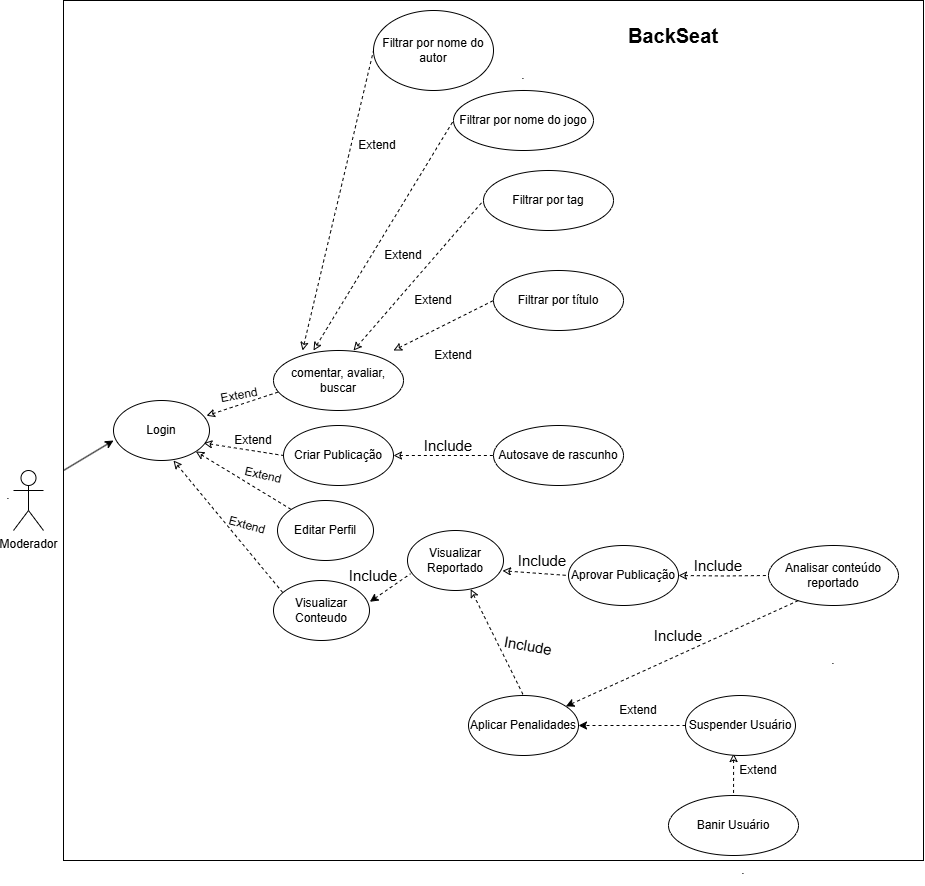 BackSeat
Filtrar por nome do
autor
Filtrar por nome do jogo
Extend
Filtrar por tag
Extend
Filtrar por título
Extend
Extend
comentar, avaliar,
buscar
Extend
Login
Extend
Criar Publicação
Include
Autosave de rascunho
Extend
Editar Perfil
Extend
Moderador
Visualizar
Conteudo
Include
Visualizar
Reportado
Include
Aprovar Publicação
Include
Analisar conteúdo
reportado
Include
Include
Aplicar Penalidades
Extend
Suspender Usuário
Extend
Banir Usuário